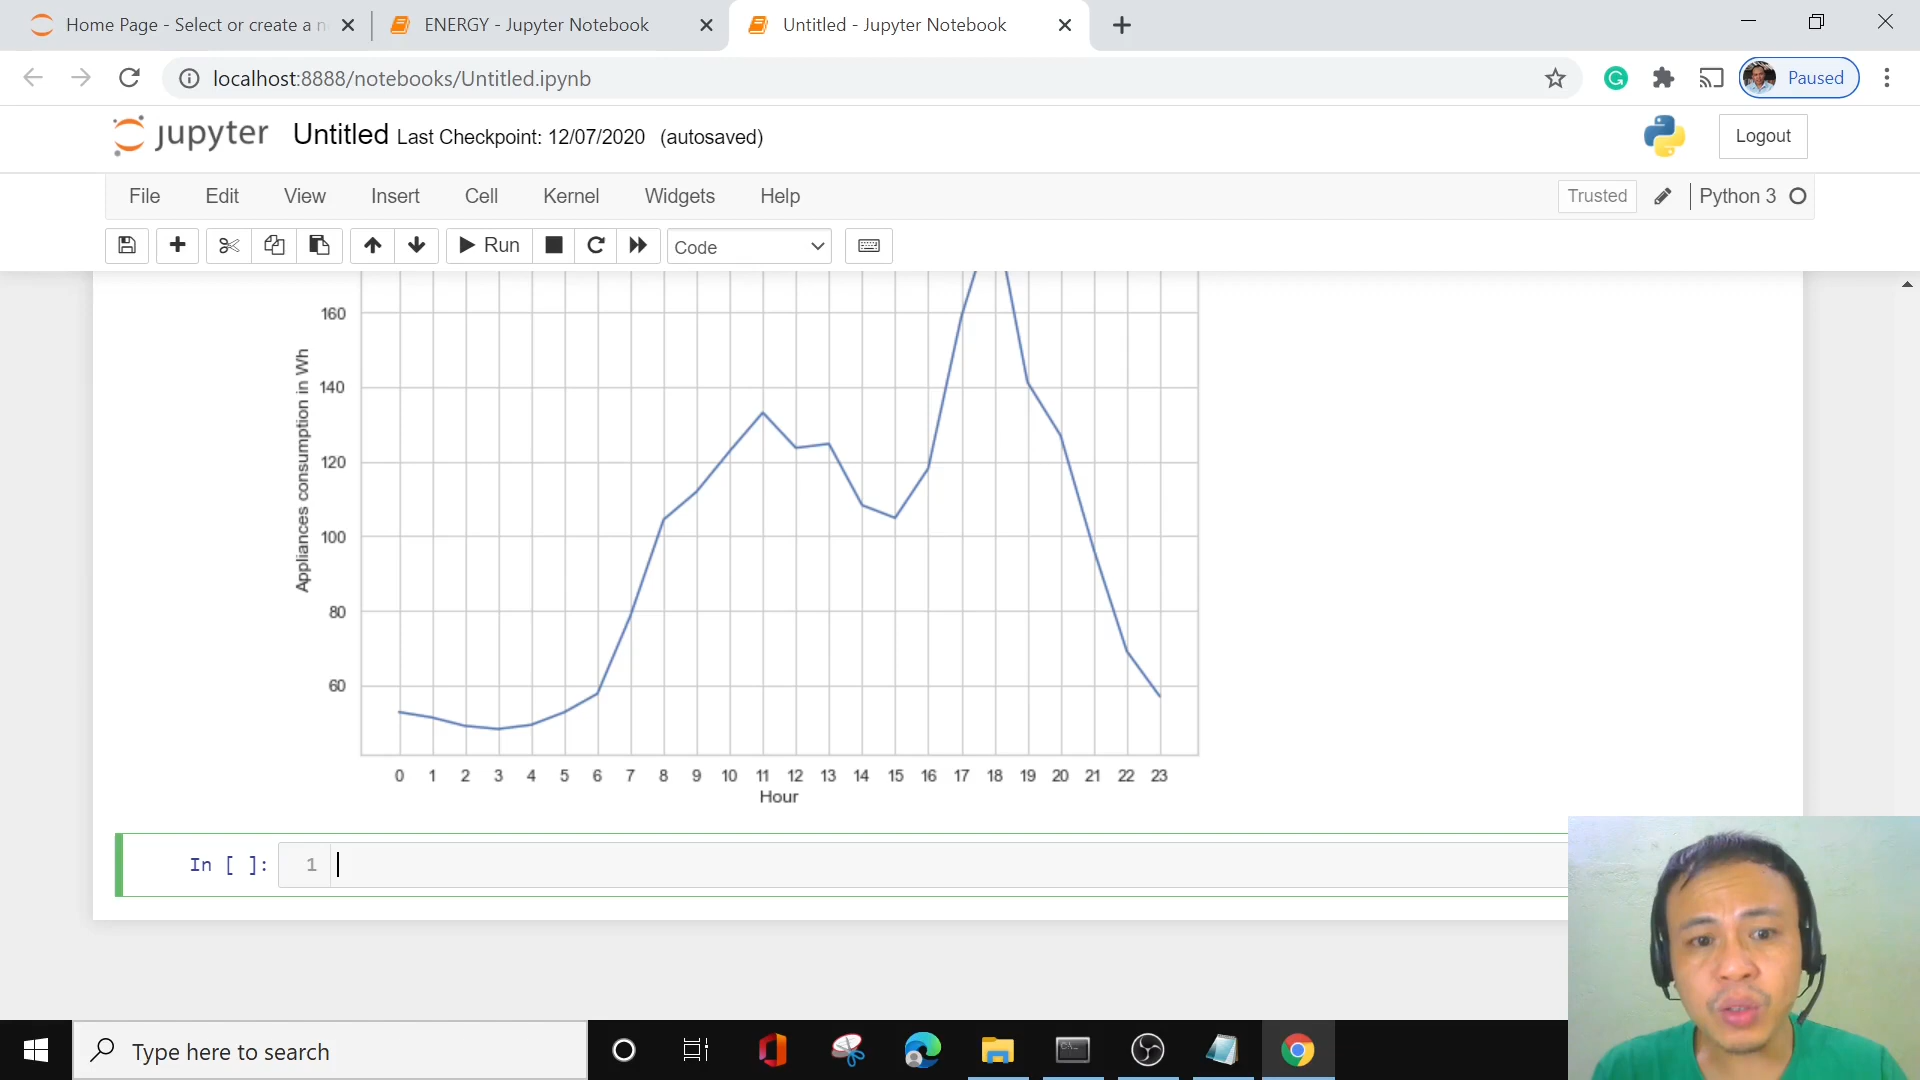 Home Page - Select or create a n
ENERGY - Jupyter Notebook
Untitled - Jupyter Notebook
localhost:8888/notebooks/Untitled.ipynb
Paused
jupyter
Untitled Last Checkpoint: 12/07/2020 (autosaved)
Logout
File Edit View Insert Cell Kernel Widgets Help
Trusted
Python 3
Run
Code
160
140
120
100
80
60
Appliances consumption in Wh
0 1 2 3 4 5 6 7 8 9 10 11 12 13 14 15 16 17 18 19 20 21 22 23
Hour
In [ ]: 1
Type here to search